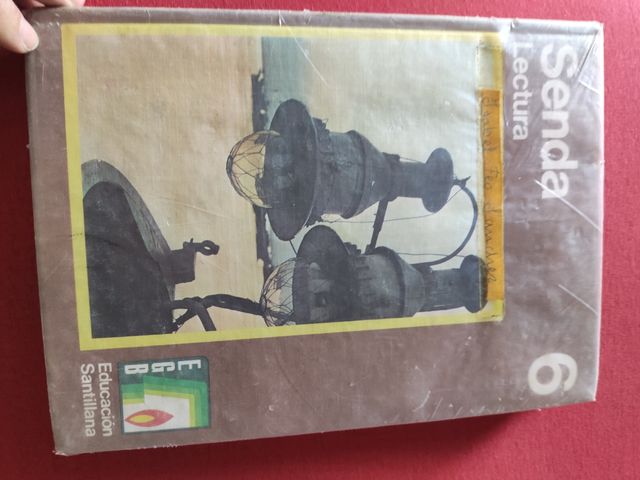 Senda 6
Lectura
EGB
Educación
Santillana